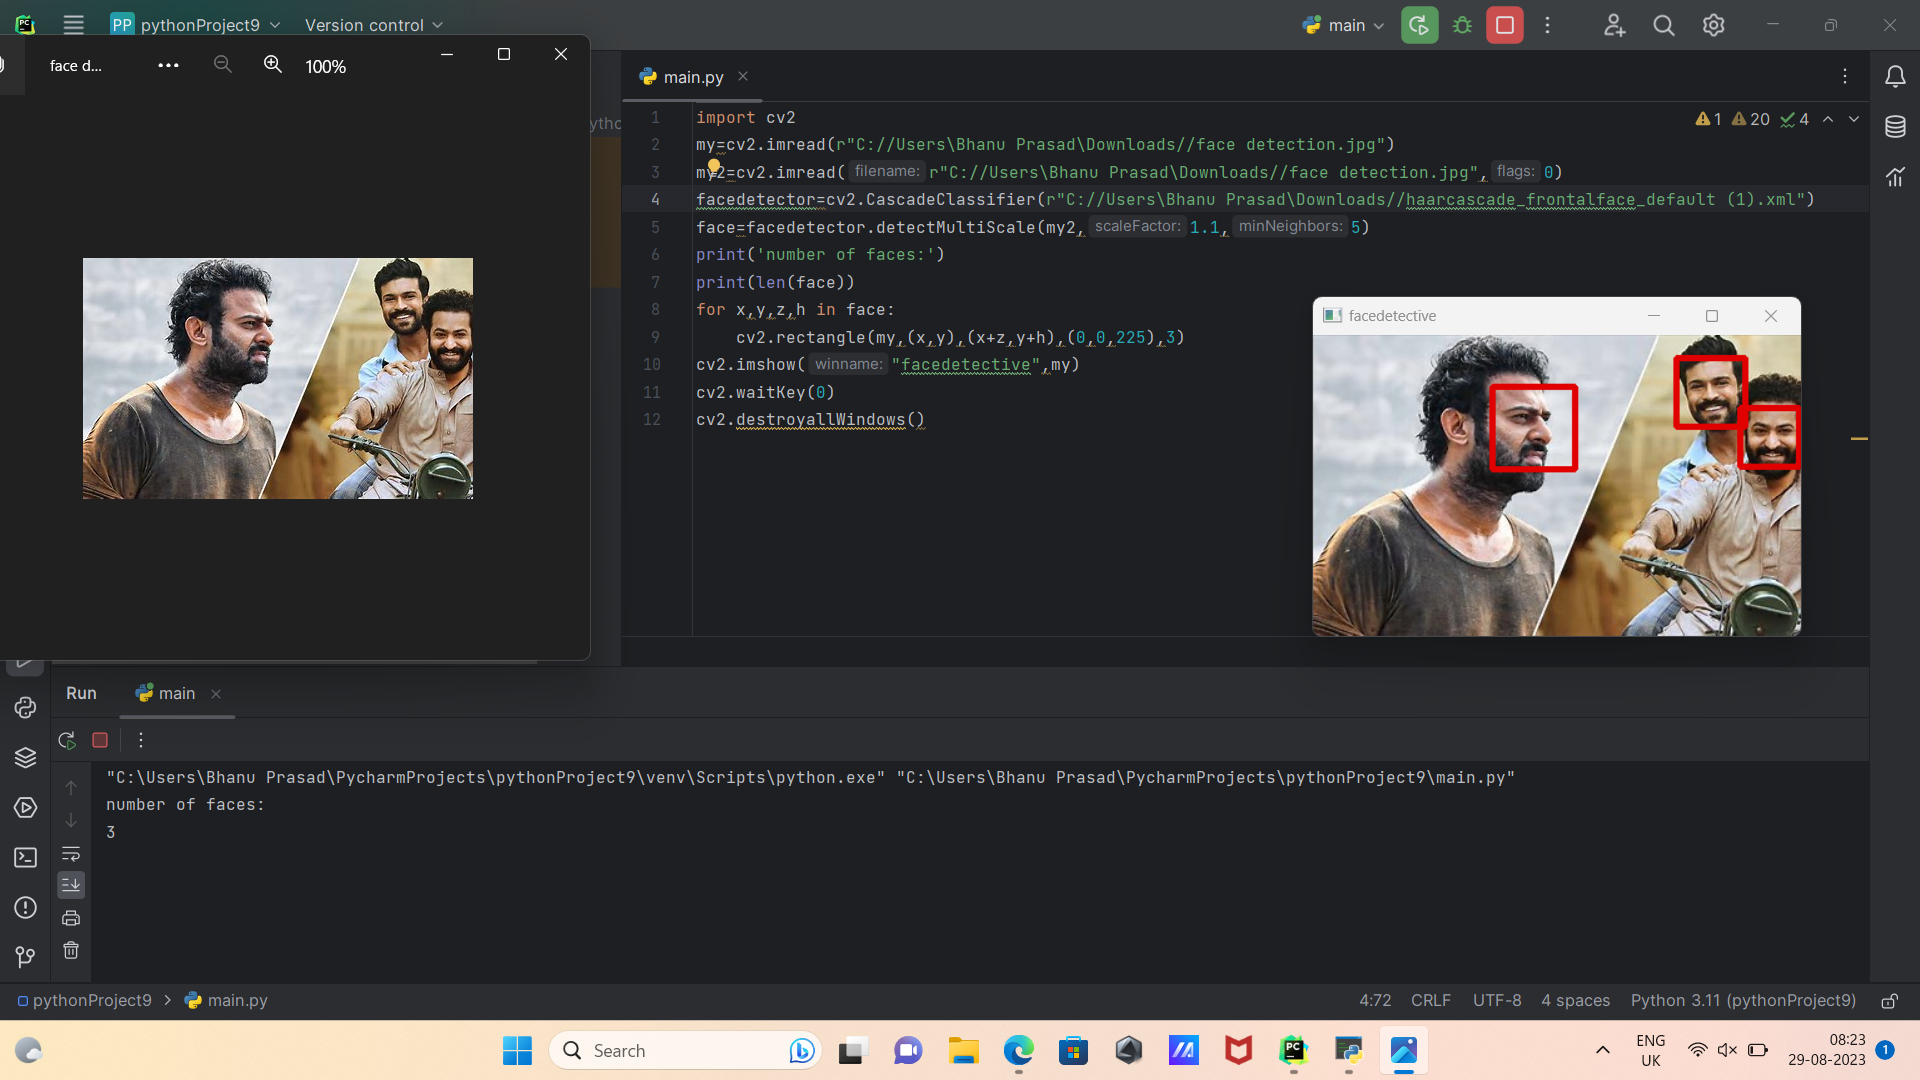 PP pythonProject9 Version control main
face d... 100%
ytho
main.py
1 20 4
1 import cv2
2 my=cv2.imread(r"C://Users\Bhanu Prasad\Downloads//face detection.jpg")
3 my2=cv2.imread( filename: r"C://Users\Bhanu Prasad\Downloads//face detection.jpg", flags: 0)
4 facedetector=cv2.CascadeClassifier(r"C://Users\Bhanu Prasad\Downloads//haarcascade_frontalface_default (1).xml")
5 face=facedetector.detectMultiScale(my2, scaleFactor: 1.1, minNeighbors: 5)
6 print('number of faces:')
7 print(len(face))
8 for x,y,z,h in face:
9 cv2.rectangle(my,(x,y),(x+z,y+h),(0,0,225),3)
10 cv2.imshow( winname: "facedetective",my)
11 cv2.waitKey(0)
12 cv2.destroyallWindows()
facedetective
Run main
"C:\Users\Bhanu Prasad\PycharmProjects\pythonProject9\venv\Scripts\python.exe" "C:\Users\Bhanu Prasad\PycharmProjects\pythonProject9\main.py"
number of faces:
3
pythonProject9 > main.py 4:72 CRLF UTF-8 4 spaces Python 3.11 (pythonProject9)
Search
PC
ENG
UK
08:23
29-08-2023
1